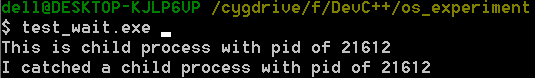 dell@DESKTOP-KJLP6VP /cygdrive/f/DevC++/os_experiment
$ test_wait.exe
This is child process with pid of 21612
I catched a child process with pid of 21612